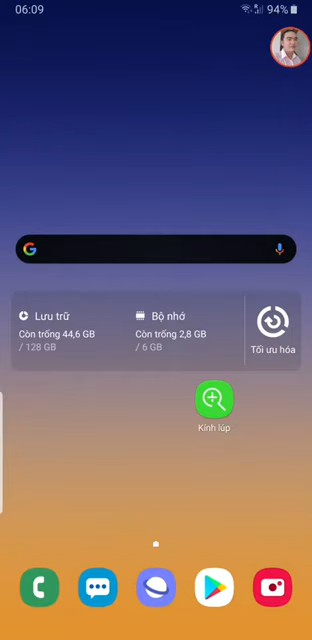 06:09
94%
Lưu trữ
Còn trống 44,6 GB
/ 128 GB
Bộ nhớ
Còn trống 2,8 GB
/ 6 GB
Tối ưu hóa
Kính lúp